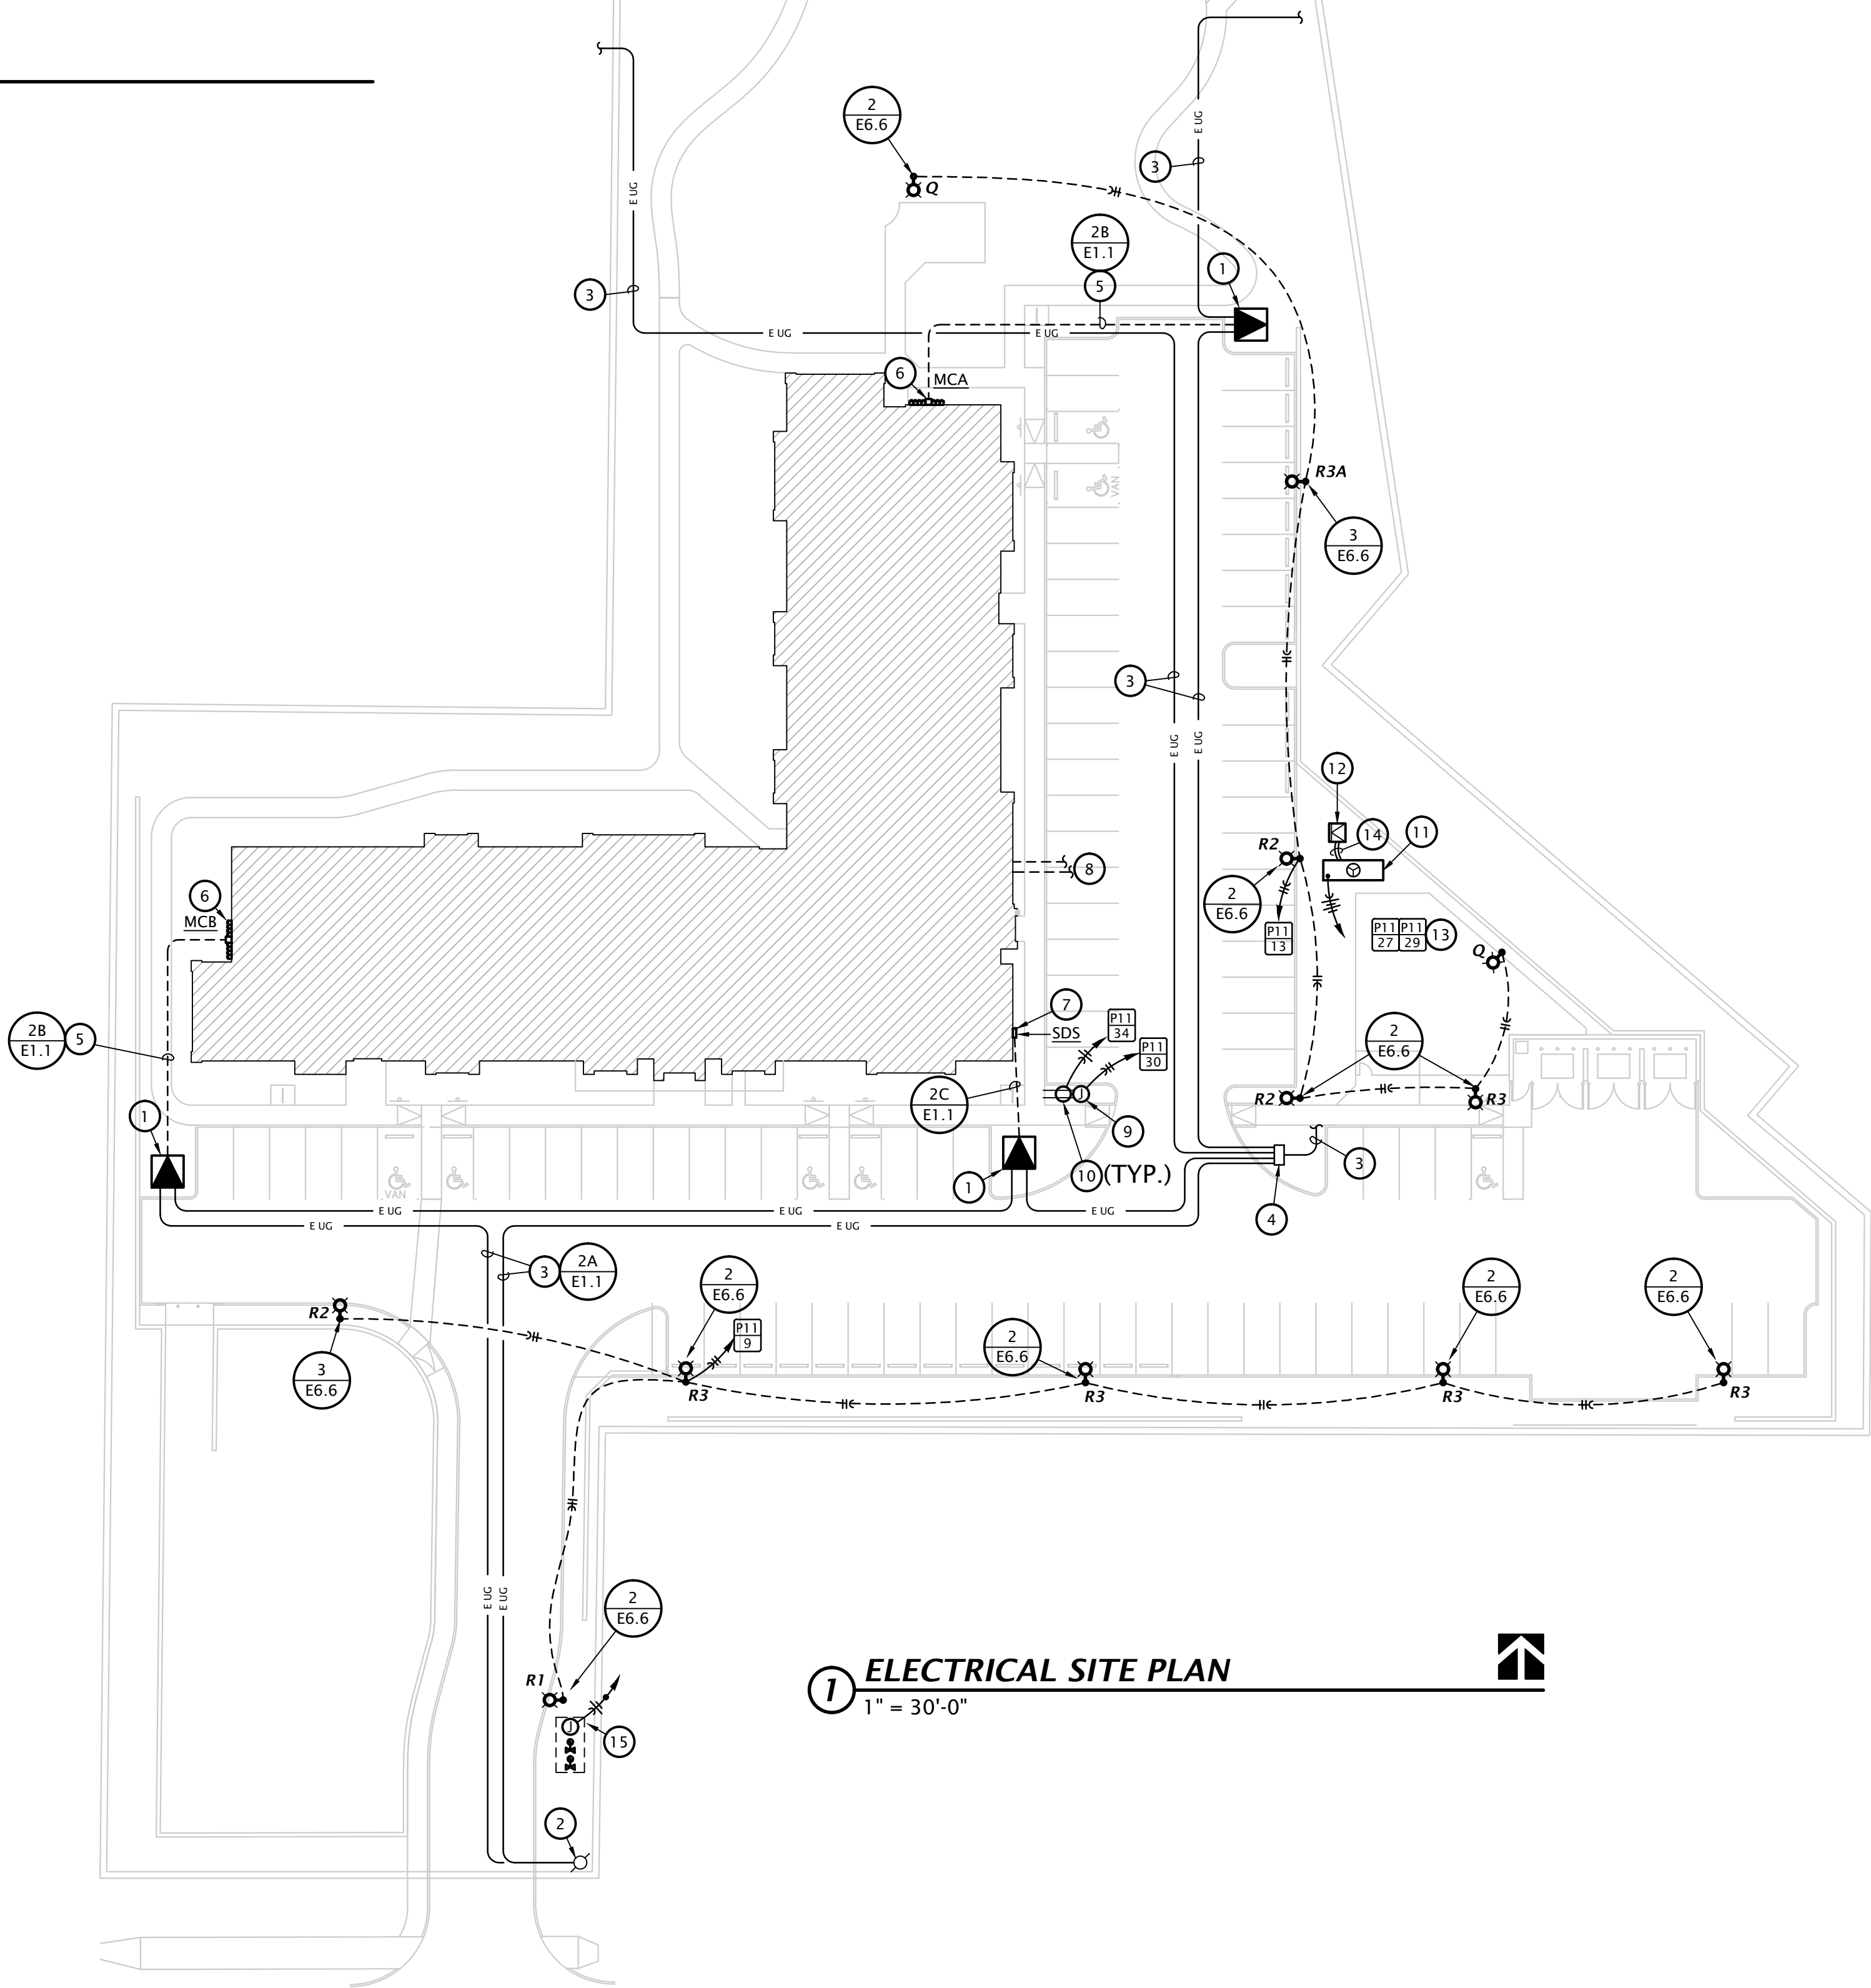 2
E6.6
E UG
3
Q
E UG
2B
E1.1
5
1
3
E UG
E UG
6
MCA
R3A
3
E6.6
VAN
3
E UG
E UG
12
14
11
R2
8
2
E6.6
P11
13
P11 P11
27 29
13
6
MCB
Q
2B
E1.1
5
7
SDS
P11
34
P11
30
2
E6.6
2C
E1.1
J
R2
R3
1
9
3
10 (TYP.)
1
VAN
4
E UG
E UG
E UG
E UG
E UG
3
2A
E1.1
2
E6.6
2
E6.6
2
E6.6
R2
P11
9
2
E6.6
3
E6.6
R3
R3
R3
R3
E UG
E UG
2
E6.6
R1
J
15
2
1
ELECTRICAL SITE PLAN
1" = 30'-0"